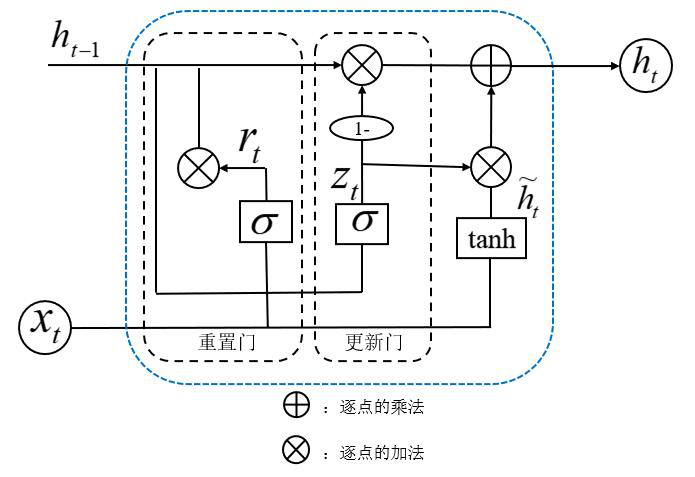 h_{t-1}
h_t
1-
r_t
z_t
\tilde{h}_t
σ
σ
tanh
x_t
重置门
更新门
：逐点的乘法
：逐点的加法